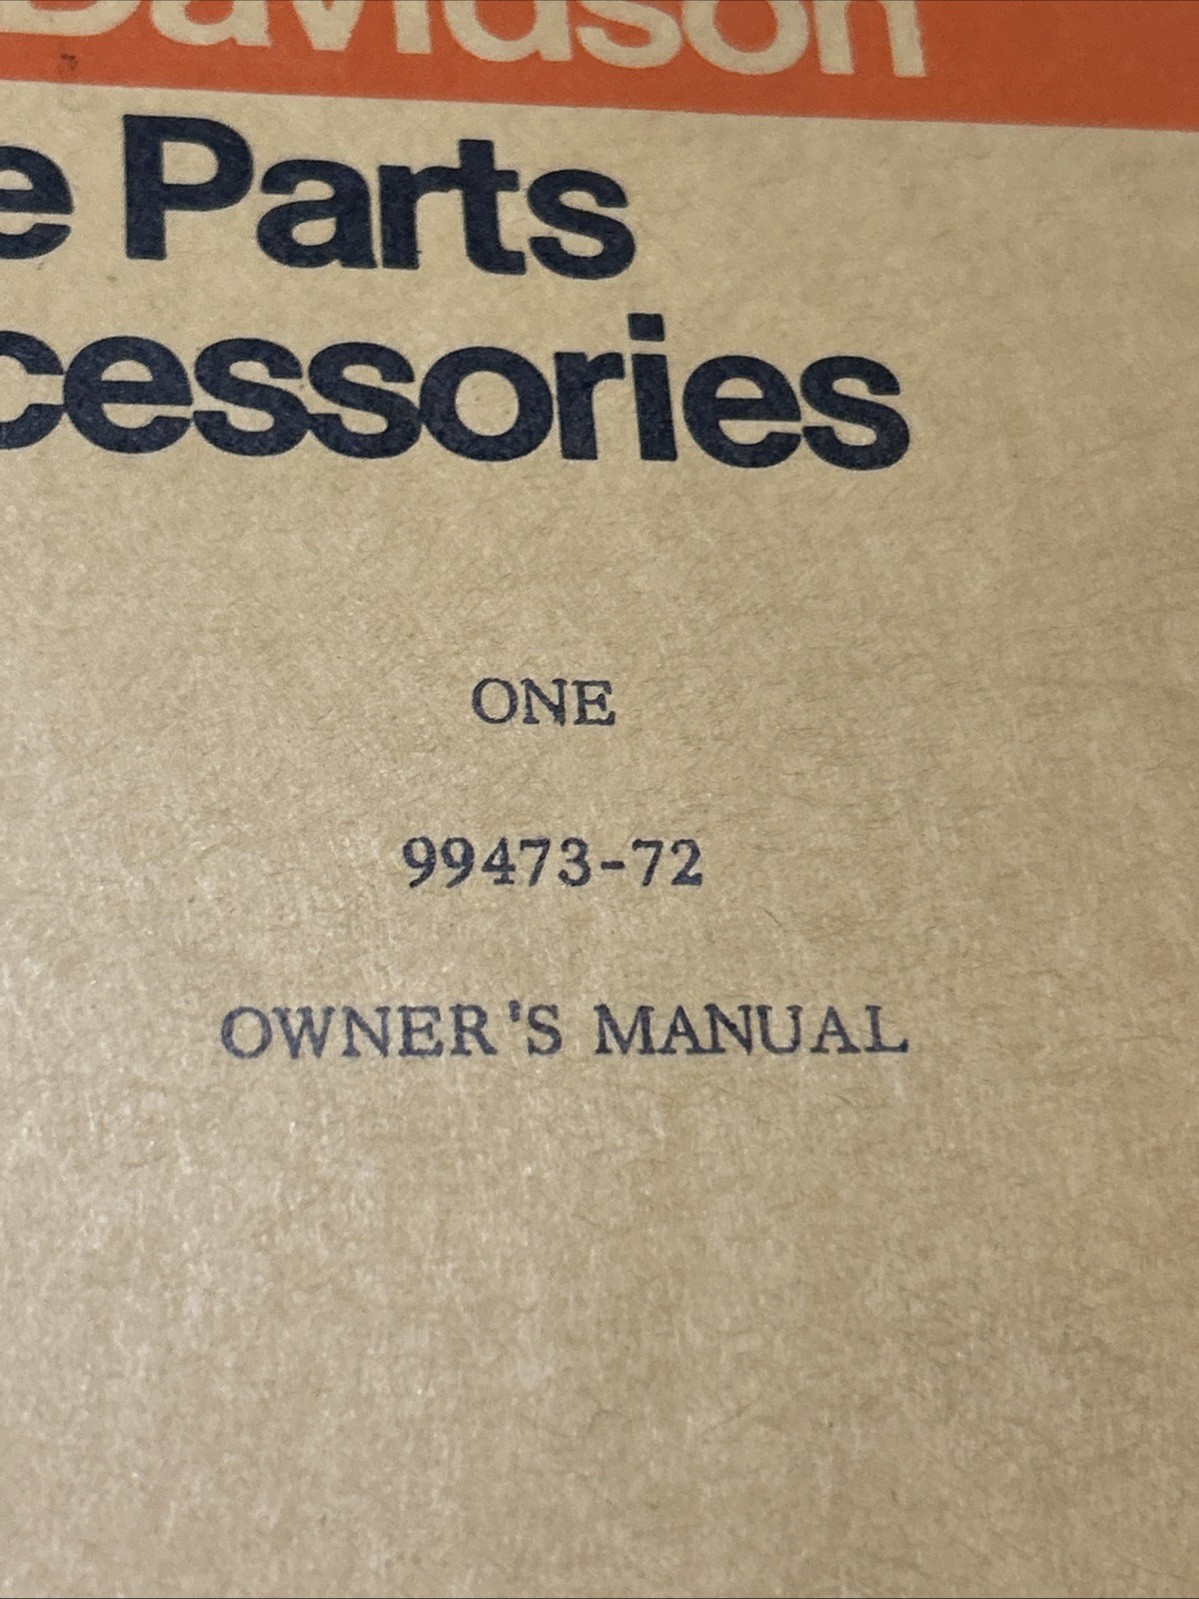 Davidson
e Parts
cessories
ONE
99473-72
OWNER'S MANUAL